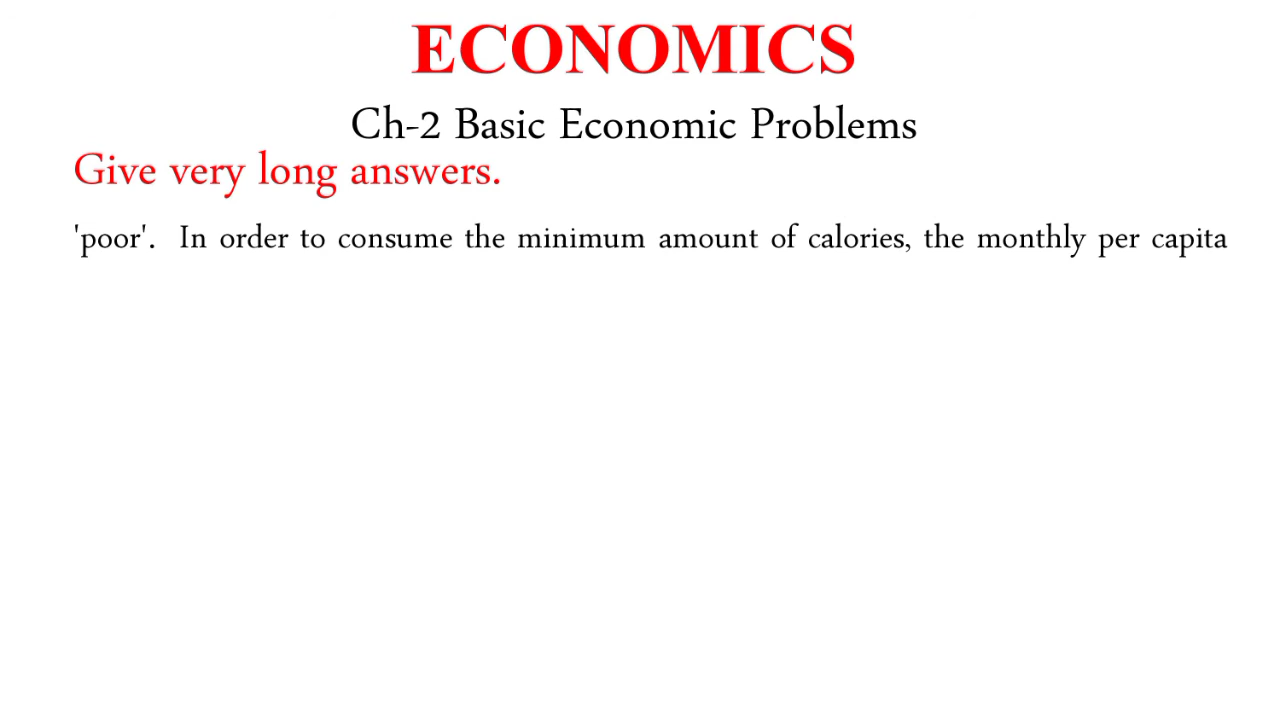 ECONOMICS
Ch-2 Basic Economic Problems
Give very long answers.
'poor'. In order to consume the minimum amount of calories, the monthly per capita